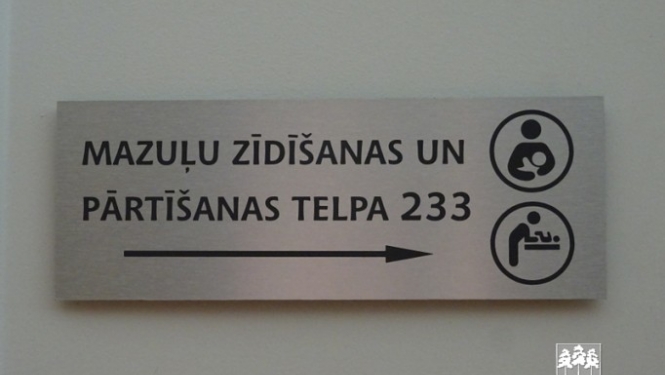 MAZUĻU ZĪDĪŠANAS UN
PĀRTĪŠANAS TELPA 233